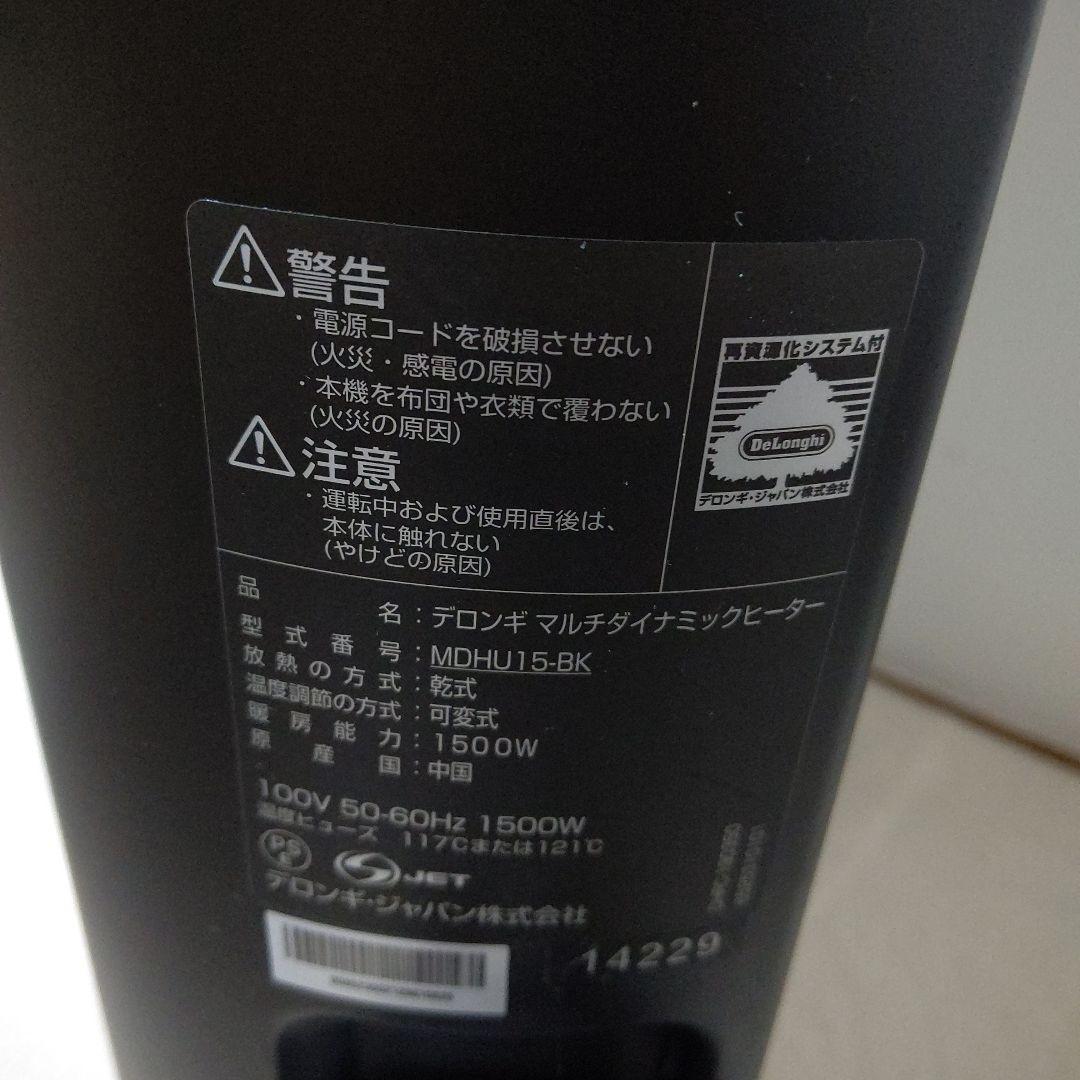 警告
・電源コードを破損させない
(火災・感電の原因)
・本機を布団や衣類で覆わない
(火災の原因)
注意
・運転中および使用直後は、
本体に触れない
(やけどの原因)
再資源化システム付
DeLonghi
デロンギ・ジャパン株式会社
品名：デロンギ マルチダイナミックヒーター
型式番号：MDHU15-BK
放熱の方式：乾式
温度調節の方式：可変式
暖房能力：1500W
原産国：中国
100V 50-60Hz 1500W
温度ヒューズ 117Cまたは121℃
PS
E
JET
デロンギ・ジャパン株式会社
14229